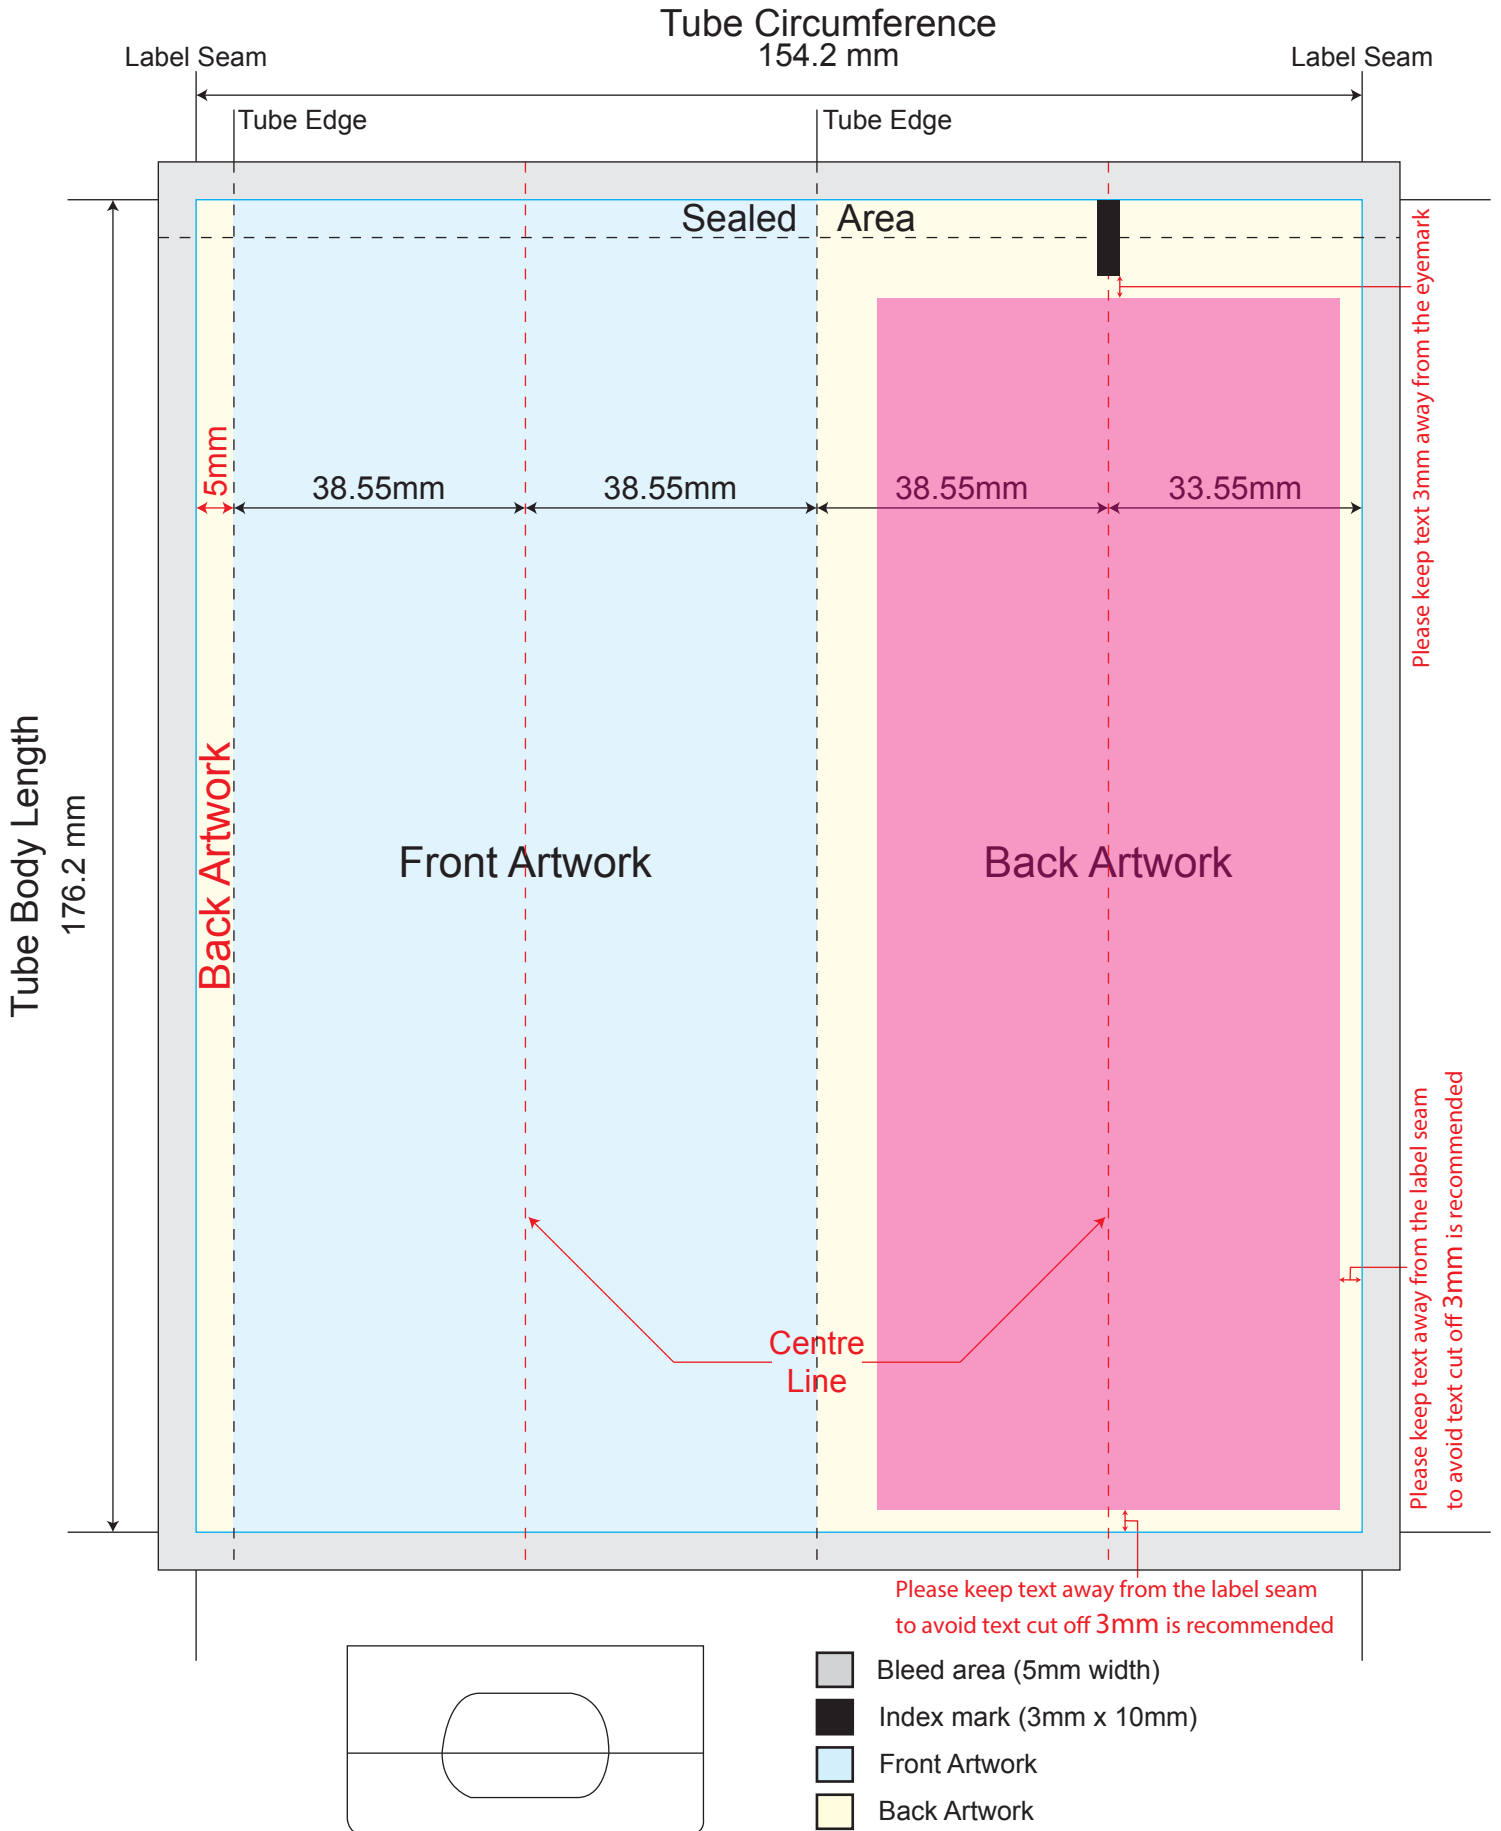 Tube Circumference
154.2 mm
Label Seam
Label Seam
Tube Edge
Tube Edge
Sealed Area
Please keep text 3mm away from the eyemark
5mm
38.55mm
38.55mm
38.55mm
33.55mm
Tube Body Length
176.2 mm
Back Artwork
Front Artwork
Back Artwork
Please keep text away from the label seam
to avoid text cut off 3mm is recommended
Centre
Line
Please keep text away from the label seam
to avoid text cut off 3mm is recommended
Bleed area (5mm width)
Index mark (3mm x 10mm)
Front Artwork
Back Artwork